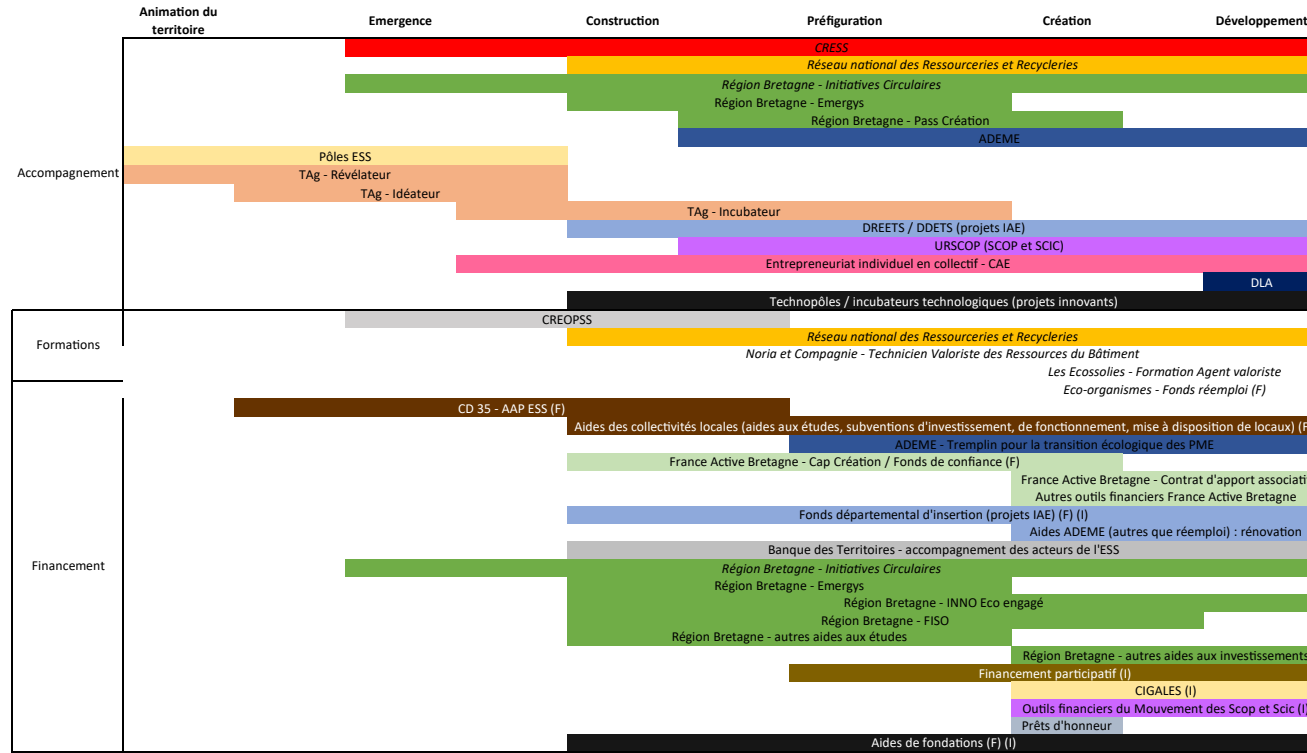 Animation du
territoire
Emergence
Construction
Préfiguration
Création
Développement
CRESS
Réseau national des Ressourceries et Recycleries
Région Bretagne - Initiatives Circulaires
Région Bretagne - Emergys
Région Bretagne - Pass Création
ADEME
Pôles ESS
Accompagnement
TAg - Révélateur
TAg - Idéateur
TAg - Incubateur
DREETS / DDETS (projets IAE)
URSCOP (SCOP et SCIC)
Entrepreneuriat individuel en collectif - CAE
DLA
Technopôles / incubateurs technologiques (projets innovants)
CREOPSS
Formations
Réseau national des Ressourceries et Recycleries
Noria et Compagnie - Technicien Valoriste des Ressources du Bâtiment
Les Ecossolies - Formation Agent valoriste
Eco-organismes - Fonds réemploi (F)
CD 35 - AAP ESS (F)
Aides des collectivités locales (aides aux études, subventions d'investissement, de fonctionnement, mise à disposition de locaux) (F
ADEME - Tremplin pour la transition écologique des PME
France Active Bretagne - Cap Création / Fonds de confiance (F)
France Active Bretagne - Contrat d'apport associati
Autres outils financiers France Active Bretagne
Fonds départemental d'insertion (projets IAE) (F) (I)
Aides ADEME (autres que réemploi) : rénovation
Banque des Territoires - accompagnement des acteurs de l'ESS
Financement
Région Bretagne - Initiatives Circulaires
Région Bretagne - Emergys
Région Bretagne - INNO Eco engagé
Région Bretagne - FISO
Région Bretagne - autres aides aux études
Région Bretagne - autres aides aux investissements
Financement participatif (I)
CIGALES (I)
Outils financiers du Mouvement des Scop et Scic (I)
Prêts d'honneur
Aides de fondations (F) (I)